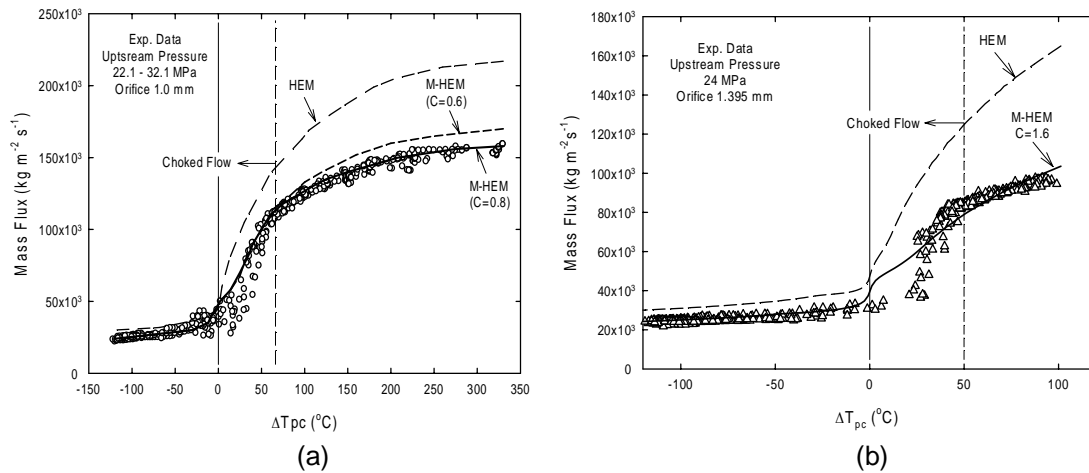 Exp. Data
Uptsream Pressure
22.1 - 32.1 MPa
Orifice 1.0 mm
HEM
M-HEM
(C=0.6)
Choked Flow
M-HEM
(C=0.8)
Mass Flux (kg m⁻² s⁻¹)
250x10³
200x10³
150x10³
100x10³
50x10³
0
-150 -100 -50 0 50 100 150 200 250 300 350
ΔTpc (°C)
(a)
Exp. Data
Upstream Pressure
24 MPa
Orifice 1.395 mm
HEM
Choked Flow
M-HEM
C=1.6
Mass Flux (kg m⁻² s⁻¹)
180x10³
160x10³
140x10³
120x10³
100x10³
80x10³
60x10³
40x10³
20x10³
0
-100 -50 0 50 100
ΔT_pc (°C)
(b)